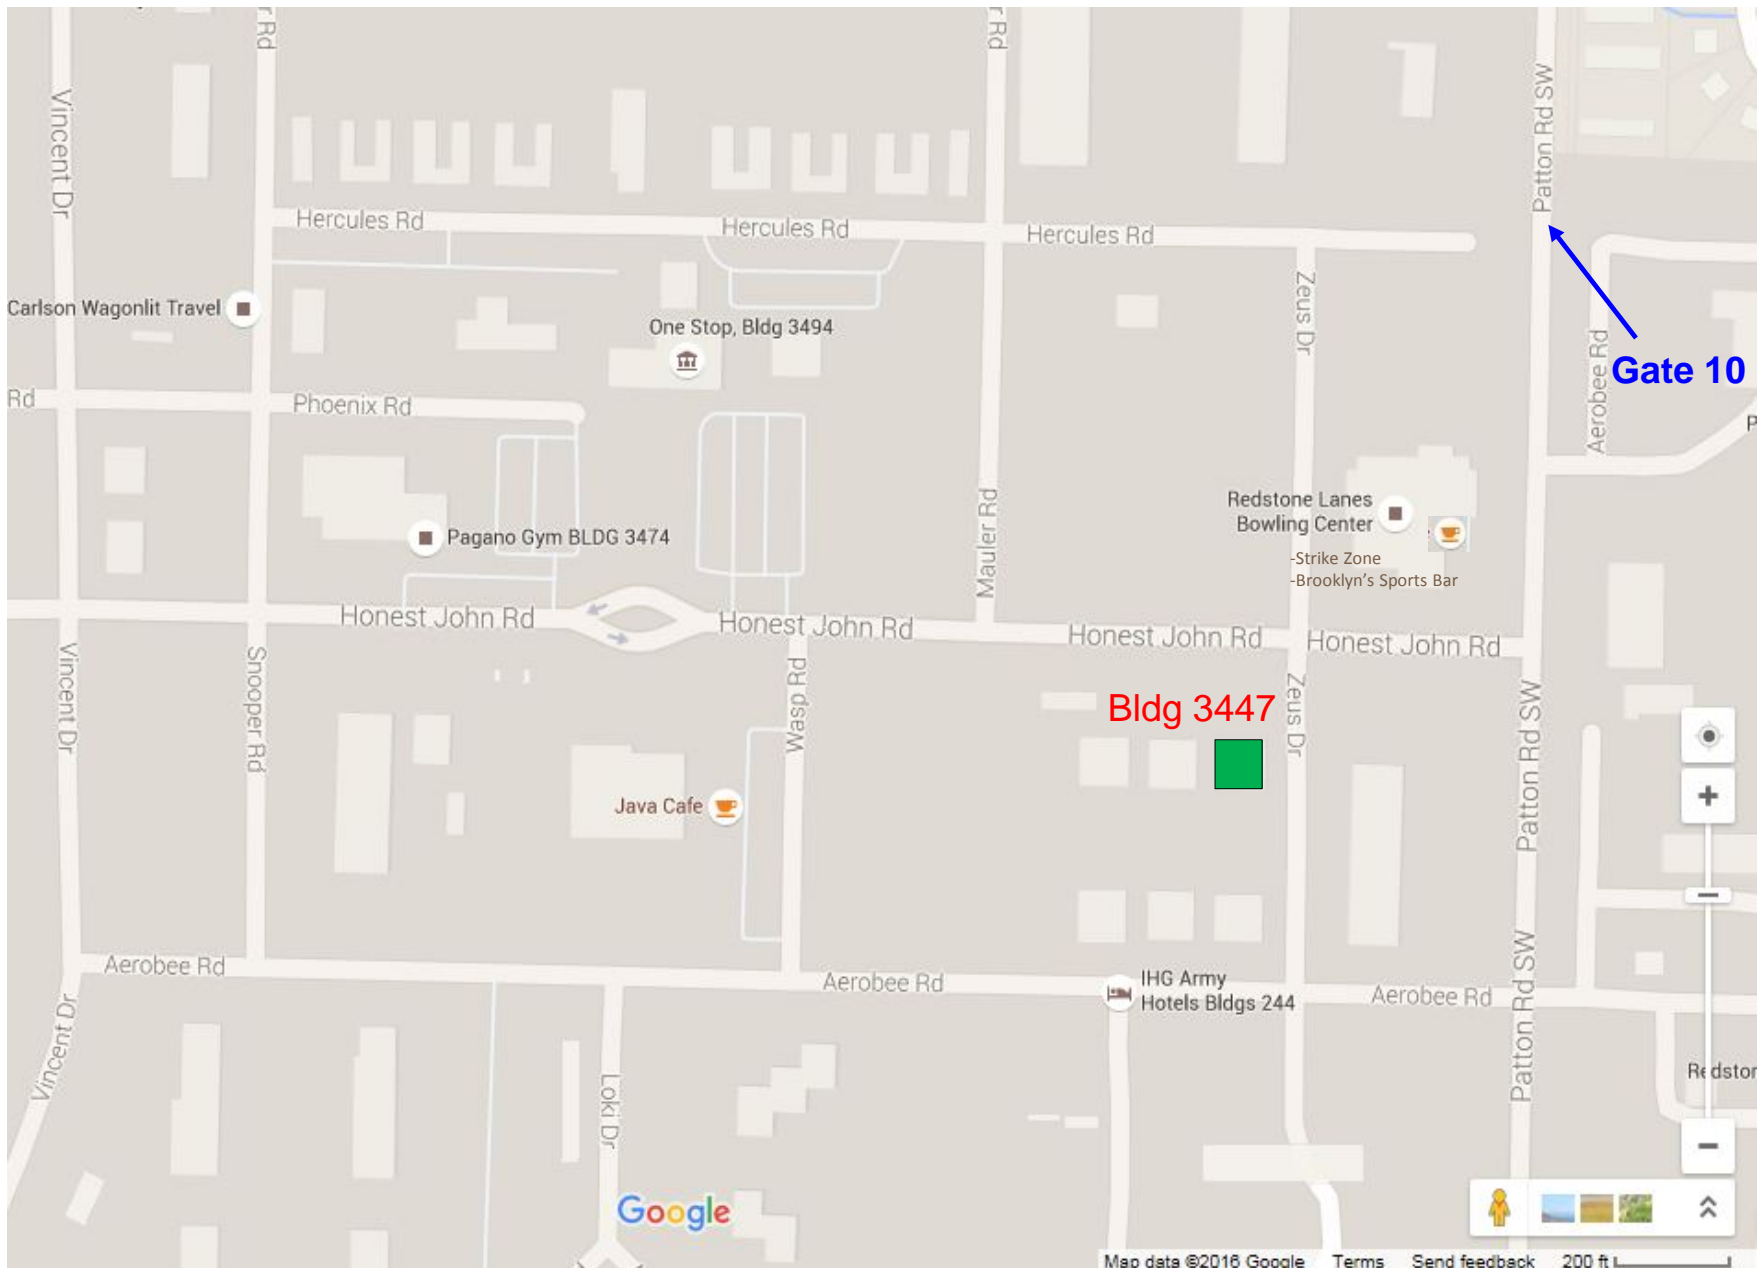 r Rd
r Rd
Vincent Dr
Patton Rd SW
Hercules Rd
Hercules Rd
Hercules Rd
Zeus Dr
Carlson Wagonlit Travel
One Stop, Bldg 3494
Gate 10
Aerobee Rd
Rd
Phoenix Rd
P
Redstone Lanes
Bowling Center
-Strike Zone
-Brooklyn's Sports Bar
Mauler Rd
Pagano Gym BLDG 3474
Honest John Rd
Honest John Rd
Honest John Rd
Honest John Rd
Vincent Dr
Snooper Rd
Wasp Rd
Bldg 3447
Zeus Dr
Patton Rd SW
Java Cafe
Aerobee Rd
Aerobee Rd
IHG Army
Hotels Bldgs 244
Aerobee Rd
Patton Rd SW
Vincent Dr
Loki Dr
Redstor
Google
Map data ©2016 Google Terms Send feedback 200 ft